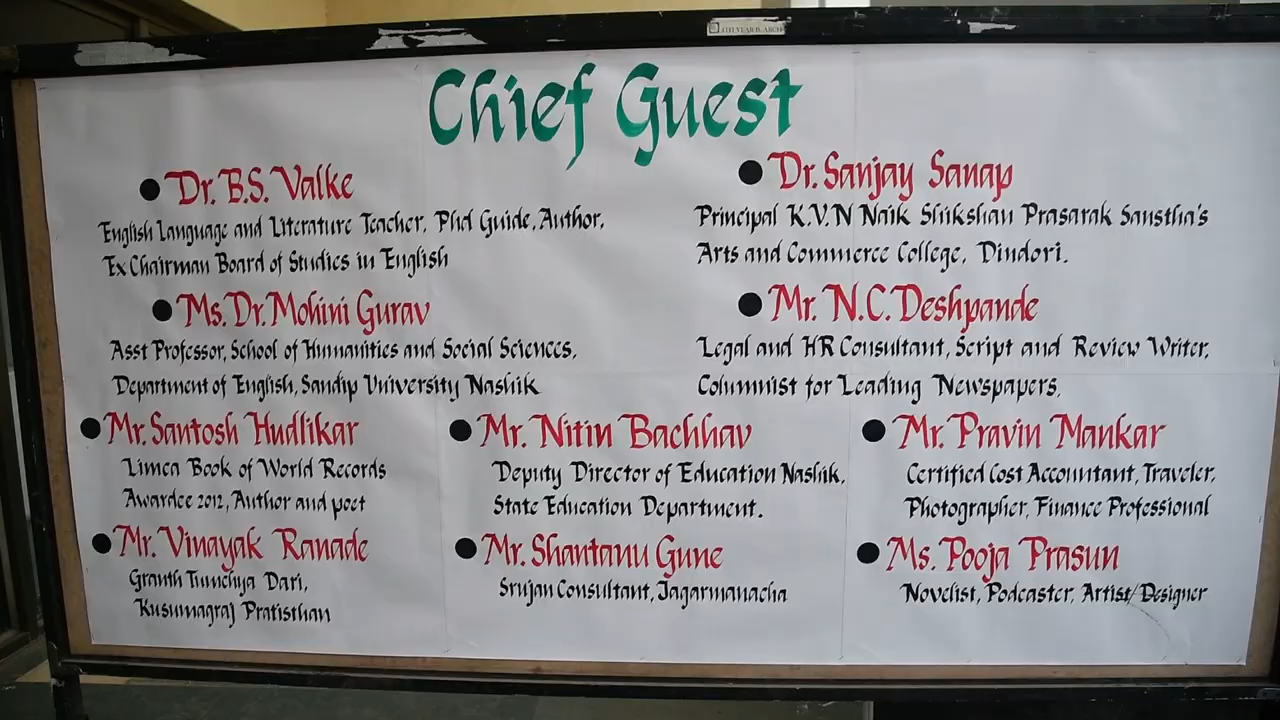 4TH YEAR B. ARCH
Chief Guest
Dr. B.S. Valke
English Language and Literature Teacher, Phd Guide, Author,
Ex Chairman Board of Studies in English
Dr. Sanjay Sanap
Principal K.V.N Naik Shikshan Prasarak Sanstha's
Arts and Commerce College, Dindori.
Ms. Dr. Mohini Gurav
Asst Professor, School of Humanities and Social Sciences,
Department of English, Sandip University Nashik
Mr. N.C. Deshpande
Legal and HR Consultant, Script and Review Writer,
Columnist for Leading Newspapers.
Mr. Santosh Hudlikar
Limca Book of World Records
Awardee 2012, Author and poet
Mr. Nitin Bachhav
Deputy Director of Education Nashik,
State Education Department.
Mr. Pravin Mankar
Certified Cost Accountant, Traveler,
Photographer, Finance Professional
Mr. Vinayak Ranade
Granth Tumchya Dari,
Kusumagraj Pratisthan
Mr. Shantanu Gune
Srujan Consultant, Jagarmanacha
Ms. Pooja Prasun
Novelist, Podcaster, Artist/Designer